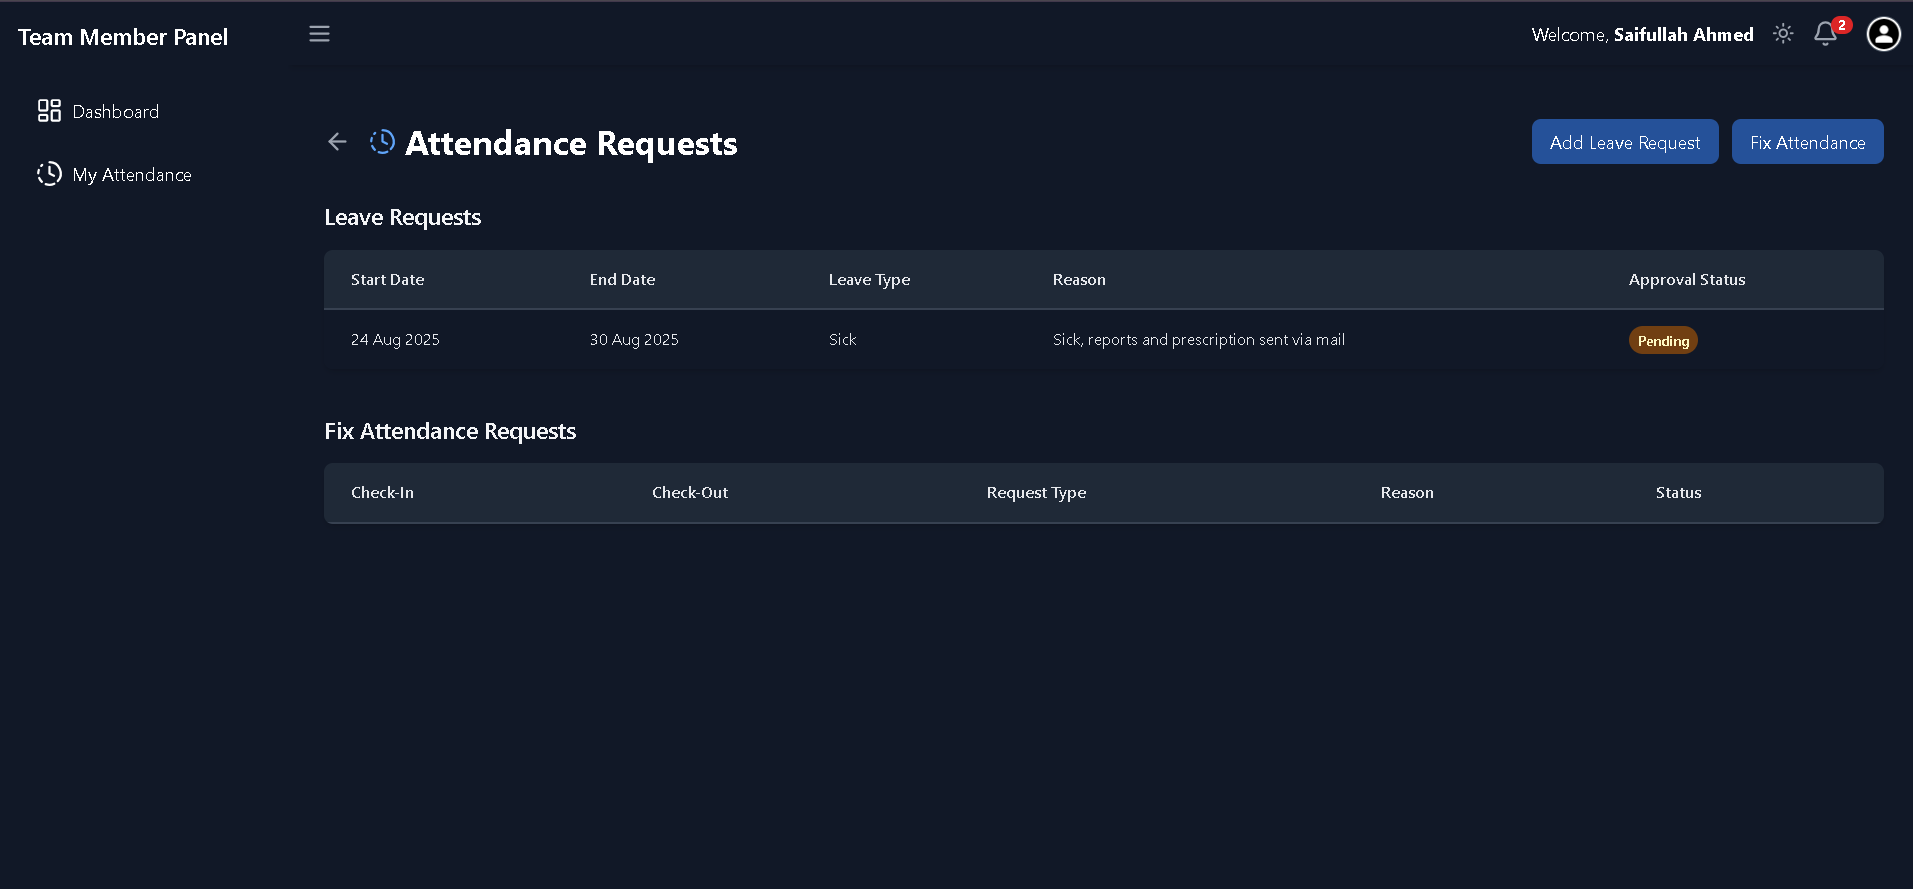 Team Member Panel
Welcome, Saifullah Ahmed
2
Dashboard
My Attendance
Attendance Requests
Add Leave Request
Fix Attendance
Leave Requests
Start Date End Date Leave Type Reason Approval Status
24 Aug 2025 30 Aug 2025 Sick Sick, reports and prescription sent via mail Pending
Fix Attendance Requests
Check-In Check-Out Request Type Reason Status